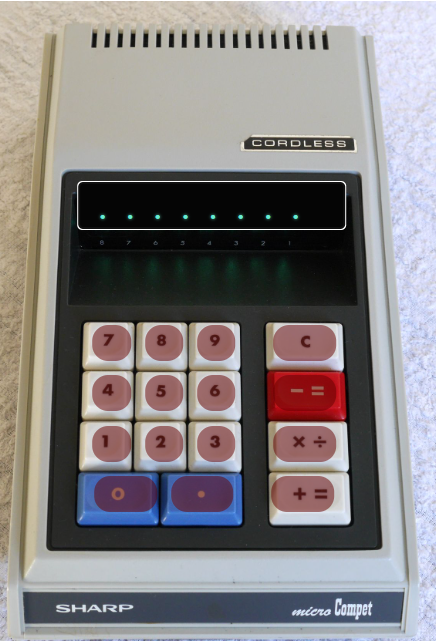 CORDLESS
8 7 6 5 4 3 2 1
7 8 9 C
4 5 6 − =
1 2 3 × ÷
0 . + =
SHARP micro Compet